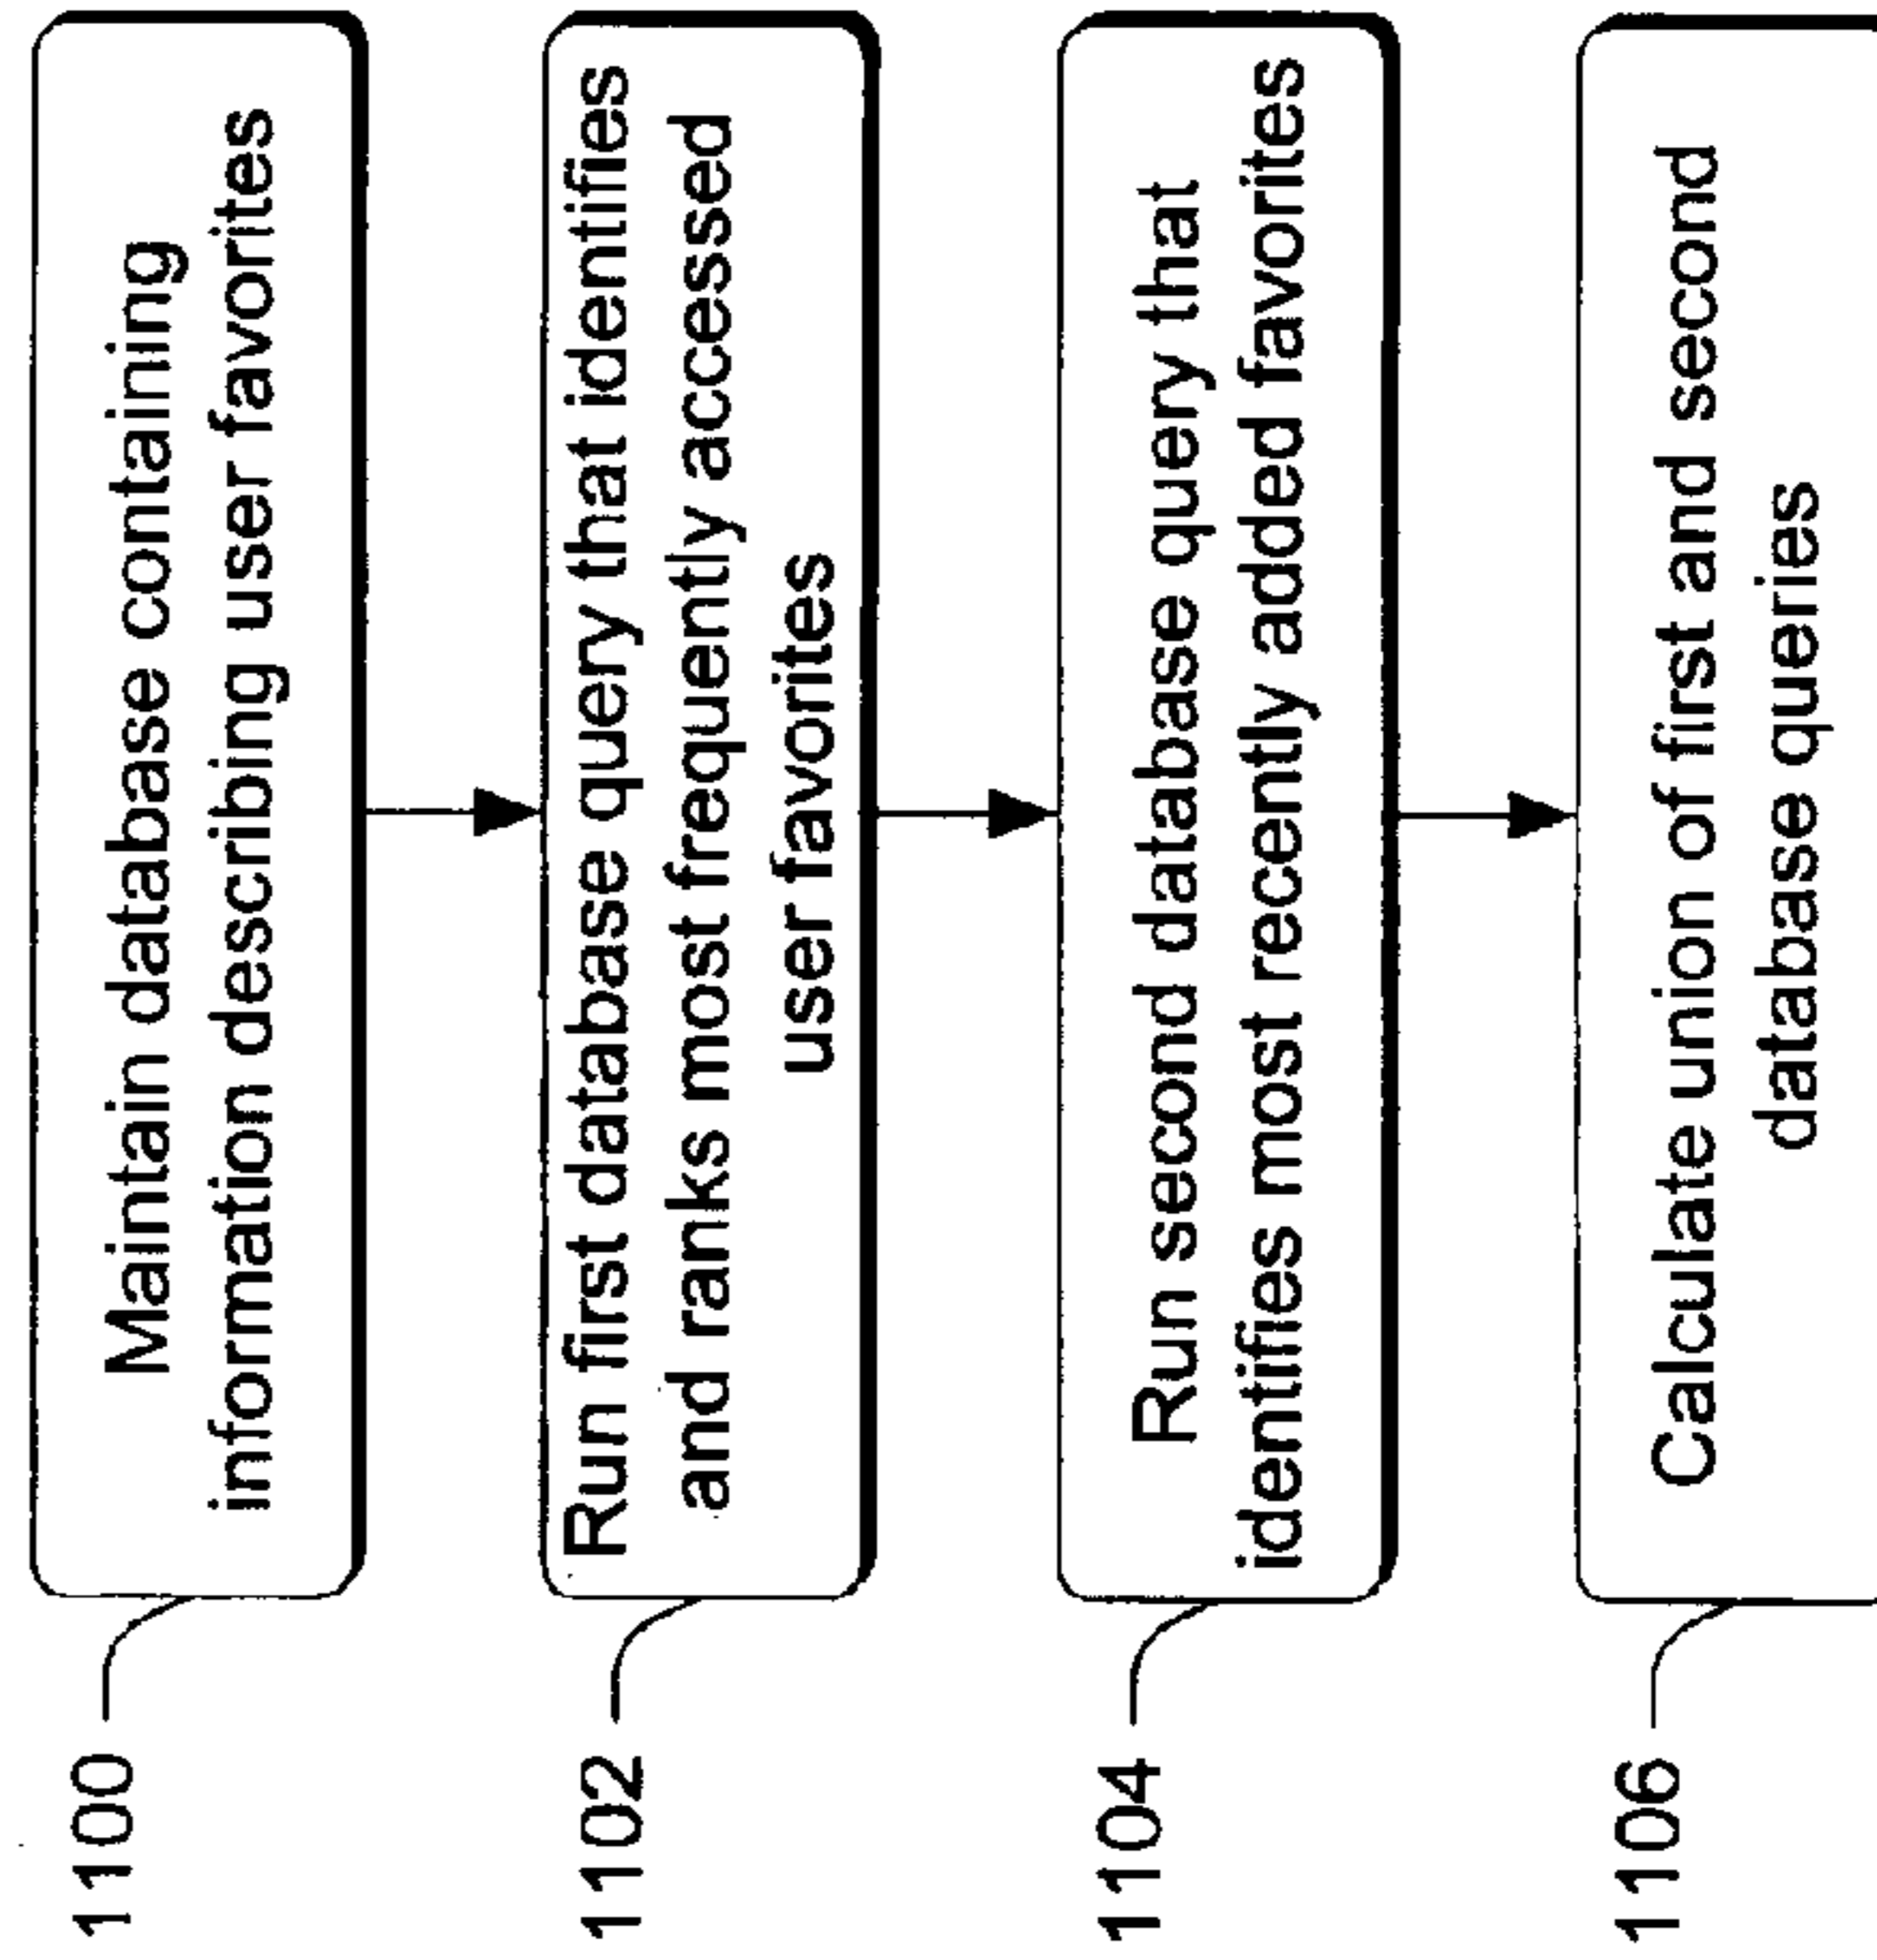 1100
Maintain database containing
information describing user favorites
1102
Run first database query that identifies
and ranks most frequently accessed
user favorites
1104
Run second database query that
identifies most recently added favorites
1106
Calculate union of first and second
database queries